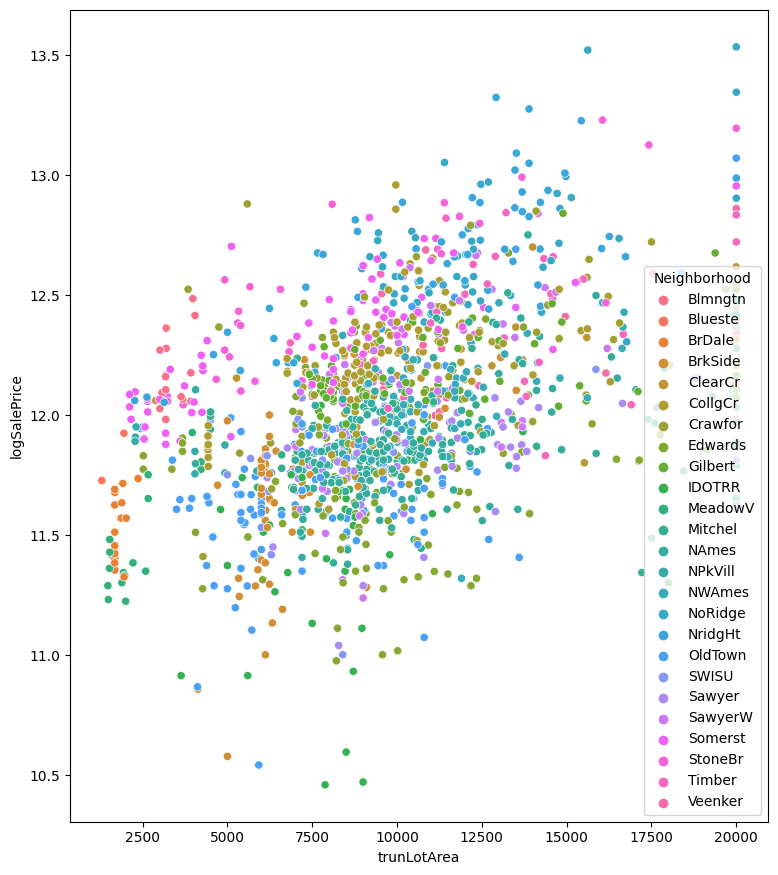 13.5
13.0
12.5
12.0
11.5
11.0
10.5
logSalePrice
2500
5000
7500
10000
12500
15000
17500
20000
trunLotArea
Neighborhood
Blmngtn
Blueste
BrDale
BrkSide
ClearCr
CollgCr
Crawfor
Edwards
Gilbert
IDOTRR
MeadowV
Mitchel
NAmes
NPkVill
NWAmes
NoRidge
NridgHt
OldTown
SWISU
Sawyer
SawyerW
Somerst
StoneBr
Timber
Veenker